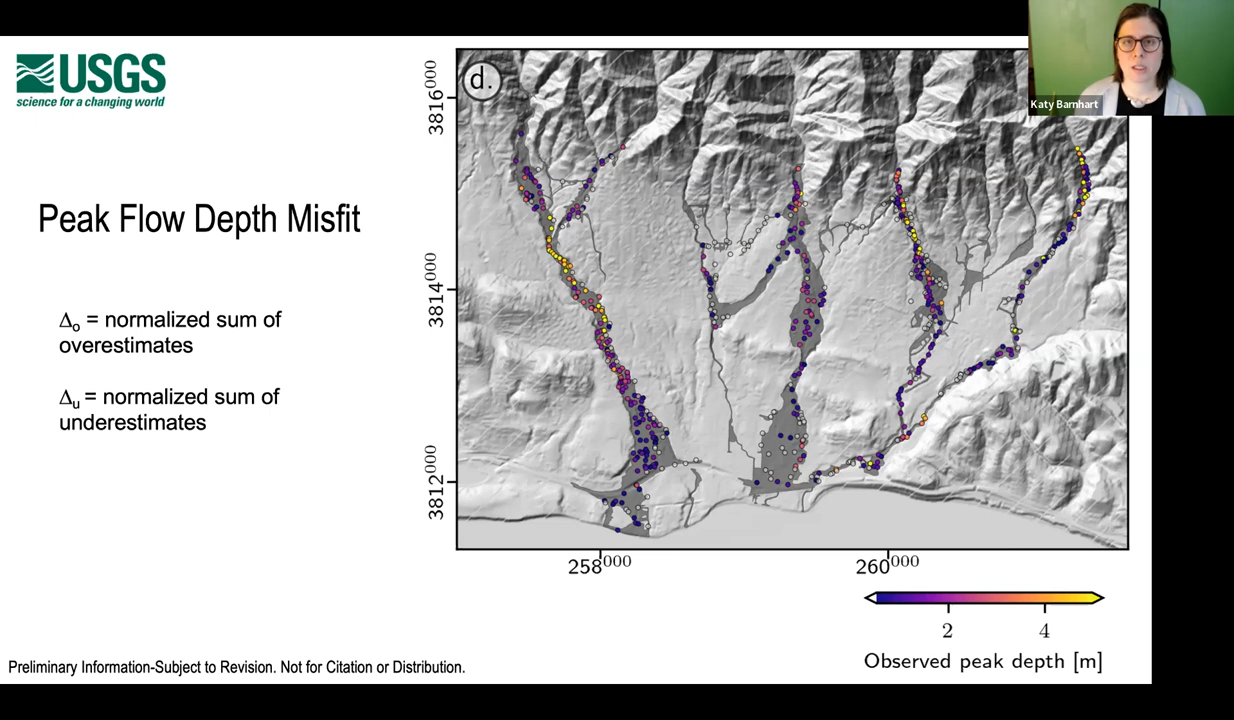 USGS
science for a changing world
Peak Flow Depth Misfit
Δo = normalized sum of
overestimates
Δu = normalized sum of
underestimates
d.
3816000
3814000
3812000
258000
260000
2
4
Observed peak depth [m]
Katy Barnhart
Preliminary Information-Subject to Revision. Not for Citation or Distribution.